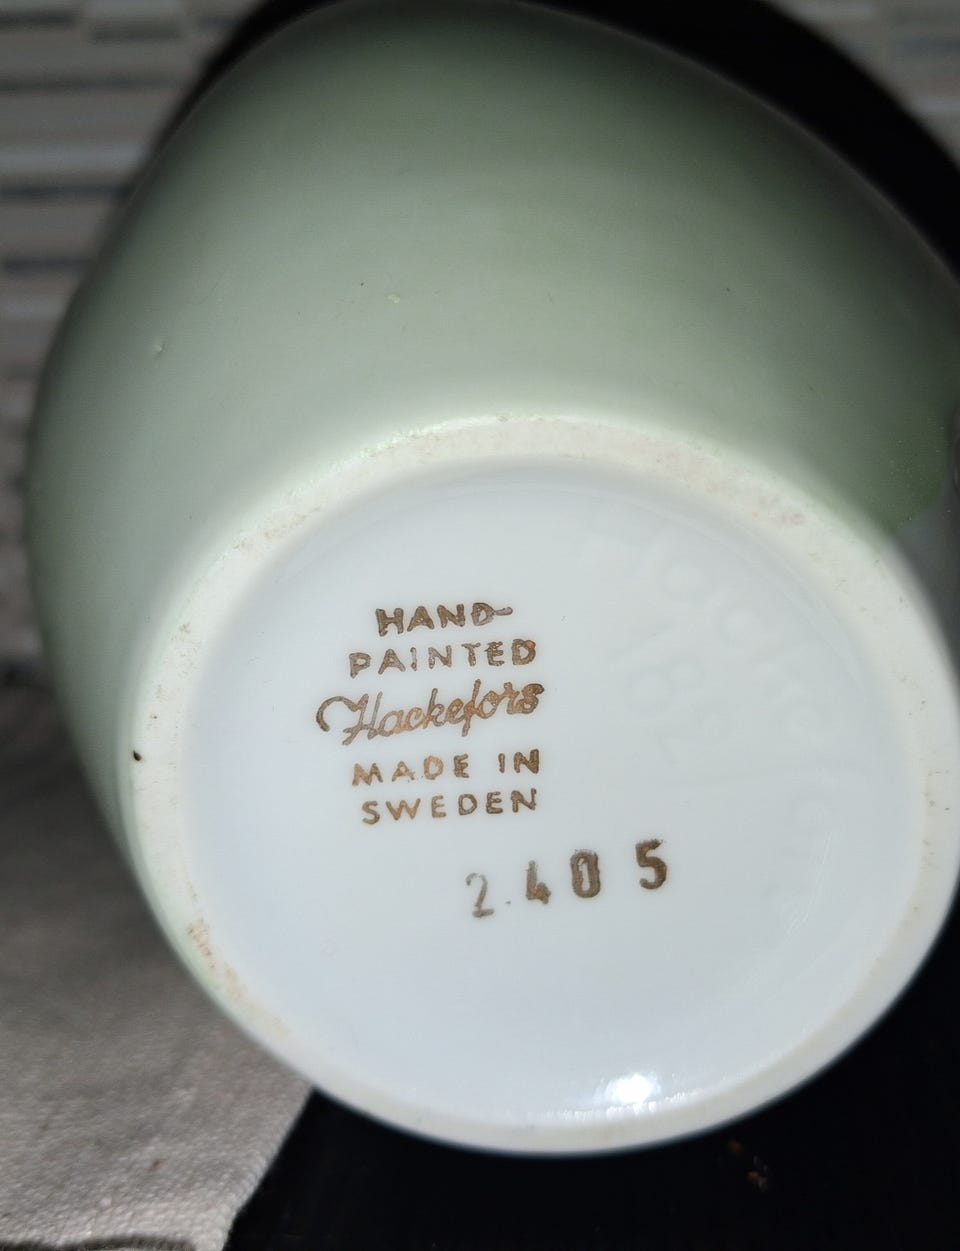 HAND-
PAINTED
Hackefors
MADE IN
SWEDEN
2405